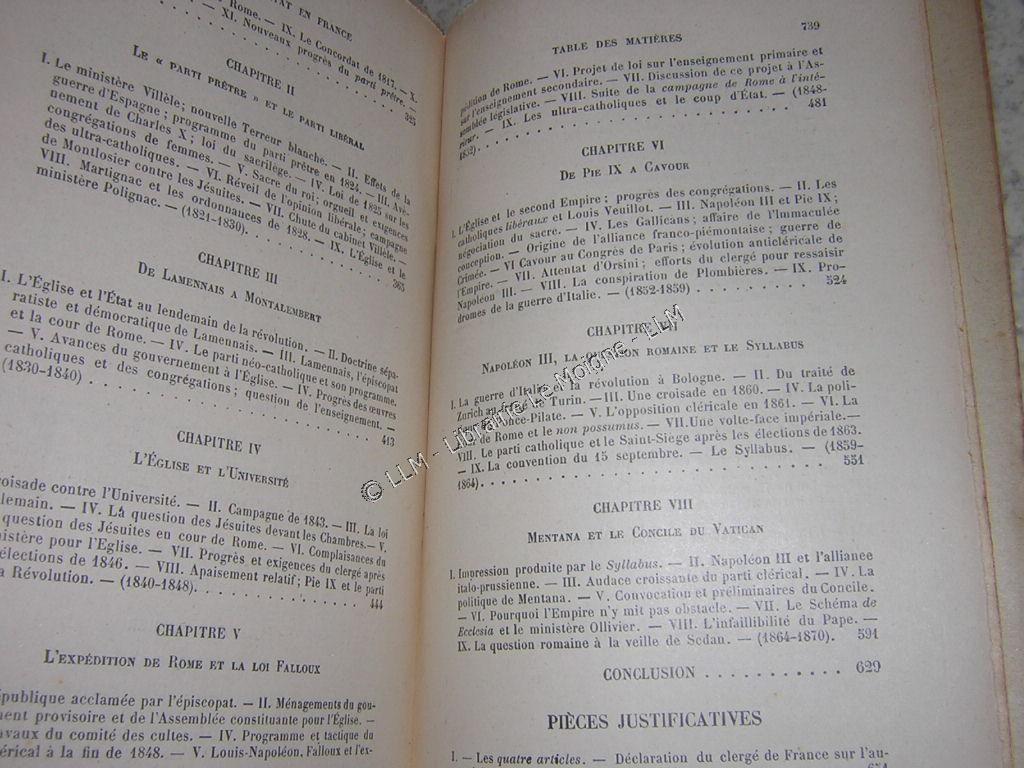 ÉTAT EN FRANCE
Rome. — IX. Le Concordat de 1817. — X.
— XI. Nouveaux progrès du parti prêtre. —
325
CHAPITRE II
LE « PARTI PRÊTRE » ET LE PARTI LIBÉRAL
I. Le ministère Villèle; nouvelle Terreur blanche. — II. Effets de la
guerre d'Espagne; programme du parti prêtre en 1824. — III. Avè-
nement de Charles X; loi du sacrilège. — IV. Loi de 1825 sur les
congrégations de femmes. — V. Sacre du roi; orgueil et exigences
des ultra-catholiques. — VI. Réveil de l'opinion libérale; campagne
de Montlosier contre les Jésuites. — VII. Chute du cabinet Villèle. —
VIII. Martignac et les ordonnances de 1828. — IX. L'Église et le
ministère Polignac. — (1821-1830). . . . . . . . . 365
CHAPITRE III
DE LAMENNAIS A MONTALEMBERT
I. L'Église et l'État au lendemain de la révolution. — II. Doctrine sépa-
ratiste et démocratique de Lamennais. — III. Lamennais, l'épiscopat
et la cour de Rome. — IV. Le parti néo-catholique et son programme.
— V. Avances du gouvernement à l'Église. — IV. Progrès des œuvres
catholiques et des congrégations; question de l'enseignement. —
(1830-1840) . . . . . . . . . . . . . 413
CHAPITRE IV
L'ÉGLISE ET L'UNIVERSITÉ
roisade contre l'Université. — II. Campagne de 1843. — III. La loi
lemain. — IV. La question des Jésuites devant les Chambres. — V.
question des Jésuites en cour de Rome. — VI. Complaisances du
nistère pour l'Eglise. — VII. Progrès et exigences du clergé après
élections de 1846. — VIII. Apaisement relatif; Pie IX et le parti
a Révolution. — (1840-1848). . . . . . . . . . . 444
CHAPITRE V
L'EXPÉDITION DE ROME ET LA LOI FALLOUX
épublique acclamée par l'épiscopat. — II. Ménagements du gou-
ment provisoire et de l'Assemblée constituante pour l'Église. —
avaux du comité des cultes. — IV. Programme et tactique du
érical à la fin de 1848. — V. Louis-Napoléon, Falloux et l'ex-
TABLE DES MATIÈRES 739
pédition de Rome. — VI. Projet de loi sur l'enseignement primaire et
sur l'enseignement secondaire. — VII. Discussion de ce projet à l'As-
semblée législative. — VIII. Suite de la campagne de Rome à l'inté-
rieur. — IX. Les ultra-catholiques et le coup d'État. — (1848-
1852). . . . . . . . . . . . . . . . . 481
CHAPITRE VI
DE PIE IX A CAVOUR
I. L'Église et le second Empire; progrès des congrégations. — II. Les
catholiques libéraux et Louis Veuillot. — III. Napoléon III et Pie IX;
négociation du sacre. — IV. Les Gallicans; affaire de l'Immaculée
conception. — Origine de l'alliance franco-piémontaise; guerre de
Crimée. — VI Cavour au Congrès de Paris; évolution anticléricale de
l'Empire. — VII. Attentat d'Orsini; efforts du clergé pour ressaisir
Napoléon III. — VIII. La conspiration de Plombières. — IX. Pro-
dromes de la guerre d'Italie. — (1852-1859) . . . . . . . . . 524
CHAPITRE VII
NAPOLÉON III, LA QUESTION ROMAINE ET LE SYLLABUS
I. La guerre d'Italie et la révolution à Bologne. — II. Du traité de
Zurich au Turin. — III. Une croisade en 1860. — IV. La poli-
Ponce-Pilate. — V. L'opposition cléricale en 1861. — VI. La
de Rome et le non possumus. — VII. Une volte-face impériale. —
VIII. Le parti catholique et le Saint-Siege après les élections de 1863.
— IX. La convention du 15 septembre. — Le Syllabus. — (1859-
1864). . . . . . . . . . . . . . . . . 551
CHAPITRE VIII
MENTANA ET LE CONCILE DU VATICAN
I. Impression produite par le Syllabus. — II. Napoléon III et l'alliance
italo-prussienne. — III. Audace croissante du parti clérical. — IV. La
politique de Mentana. — V. Convocation et préliminaires du Concile.
— VI. Pourquoi l'Empire n'y mit pas obstacle. — VII. Le Schéma de
Ecclesia et le ministère Ollivier. — VIII. L'infaillibilité du Pape. —
IX. La question romaine à la veille de Sedan. — (1864-1870). 591
CONCLUSION . . . . . . . . . . . 629
PIÈCES JUSTIFICATIVES
I. — Les quatre articles. — Déclaration du clergé de France sur l'au-
© LLM - Librairie Le Moigne - LLM